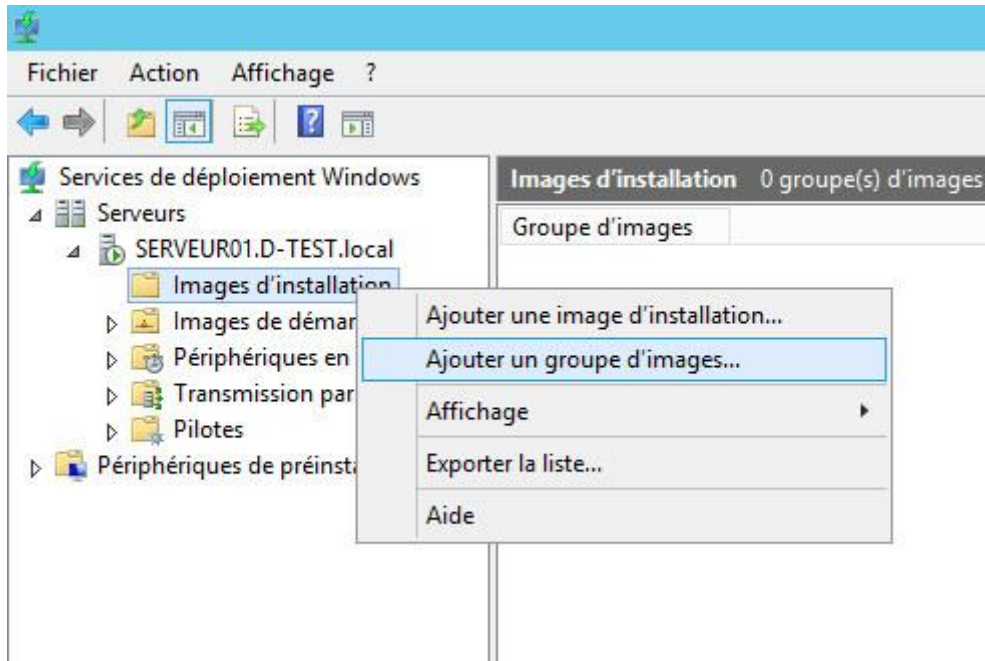 Fichier Action Affichage ?
Services de déploiement Windows
Serveurs
SERVEUR01.D-TEST.local
Images d'installation
Images de démar
Périphériques en
Transmission par
Pilotes
Périphériques de préinsta
Images d'installation 0 groupe(s) d'images
Groupe d'images
Ajouter une image d'installation...
Ajouter un groupe d'images...
Affichage
Exporter la liste...
Aide